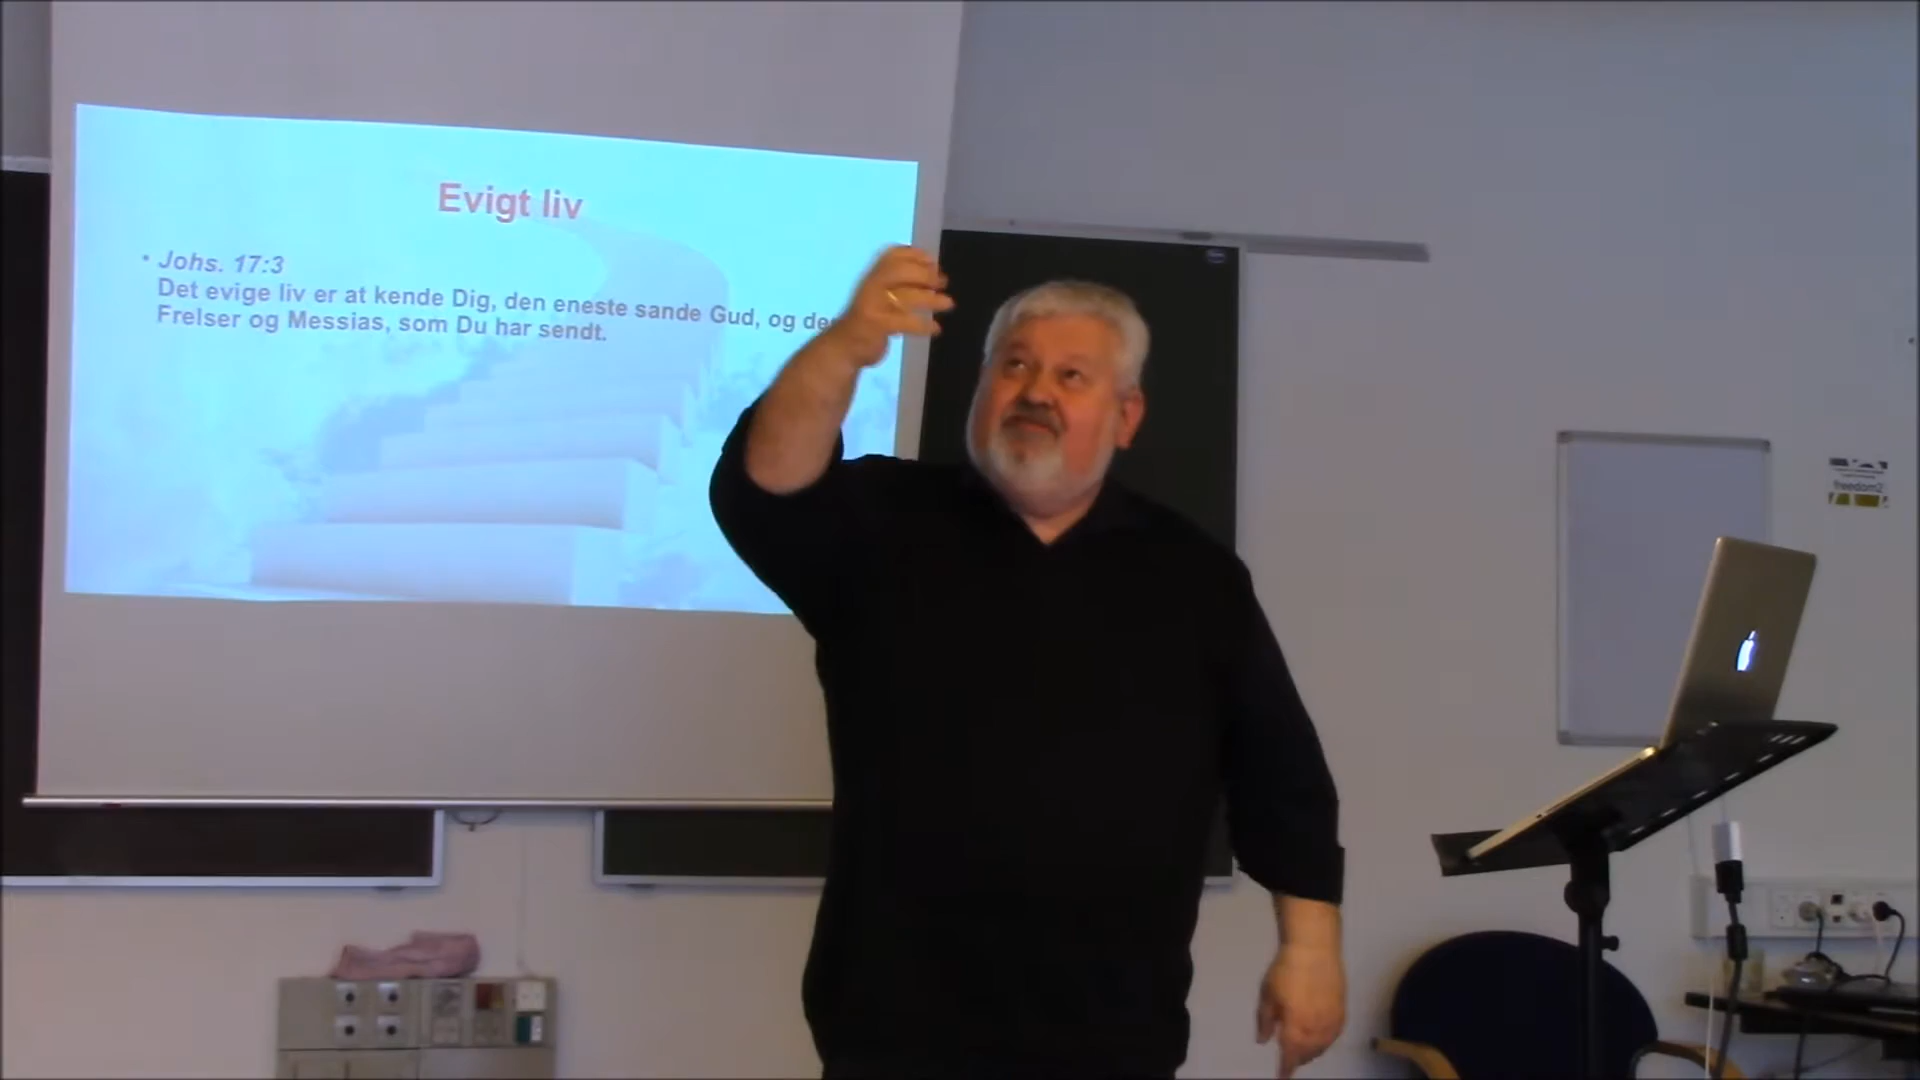 Evigt liv
• Johs. 17:3
Det evige liv er at kende Dig, den eneste sande Gud, og den
Frelser og Messias, som Du har sendt.
freedom2